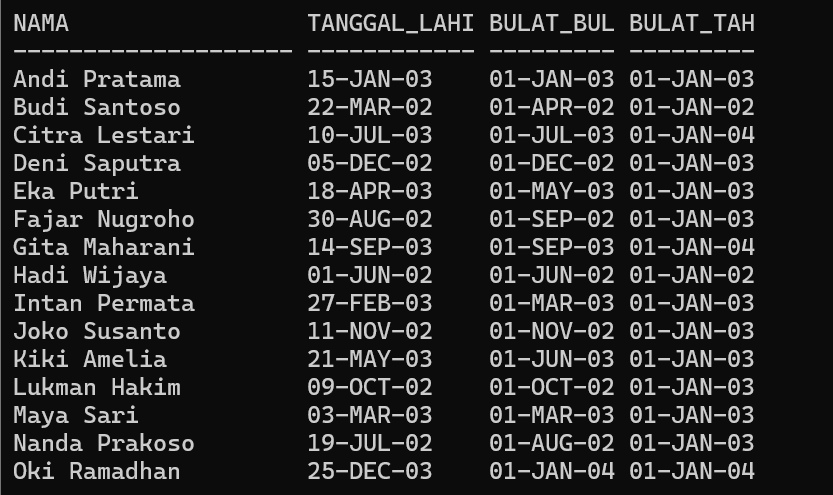 NAMA                 TANGGAL_LAHI BULAT_BUL BULAT_TAH
-------------------- ------------ --------- ---------
Andi Pratama         15-JAN-03    01-JAN-03 01-JAN-03
Budi Santoso         22-MAR-02    01-APR-02 01-JAN-02
Citra Lestari        10-JUL-03    01-JUL-03 01-JAN-04
Deni Saputra         05-DEC-02    01-DEC-02 01-JAN-03
Eka Putri            18-APR-03    01-MAY-03 01-JAN-03
Fajar Nugroho        30-AUG-02    01-SEP-02 01-JAN-03
Gita Maharani        14-SEP-03    01-SEP-03 01-JAN-04
Hadi Wijaya          01-JUN-02    01-JUN-02 01-JAN-02
Intan Permata        27-FEB-03    01-MAR-03 01-JAN-03
Joko Susanto         11-NOV-02    01-NOV-02 01-JAN-03
Kiki Amelia          21-MAY-03    01-JUN-03 01-JAN-03
Lukman Hakim         09-OCT-02    01-OCT-02 01-JAN-03
Maya Sari            03-MAR-03    01-MAR-03 01-JAN-03
Nanda Prakoso        19-JUL-02    01-AUG-02 01-JAN-03
Oki Ramadhan         25-DEC-03    01-JAN-04 01-JAN-04